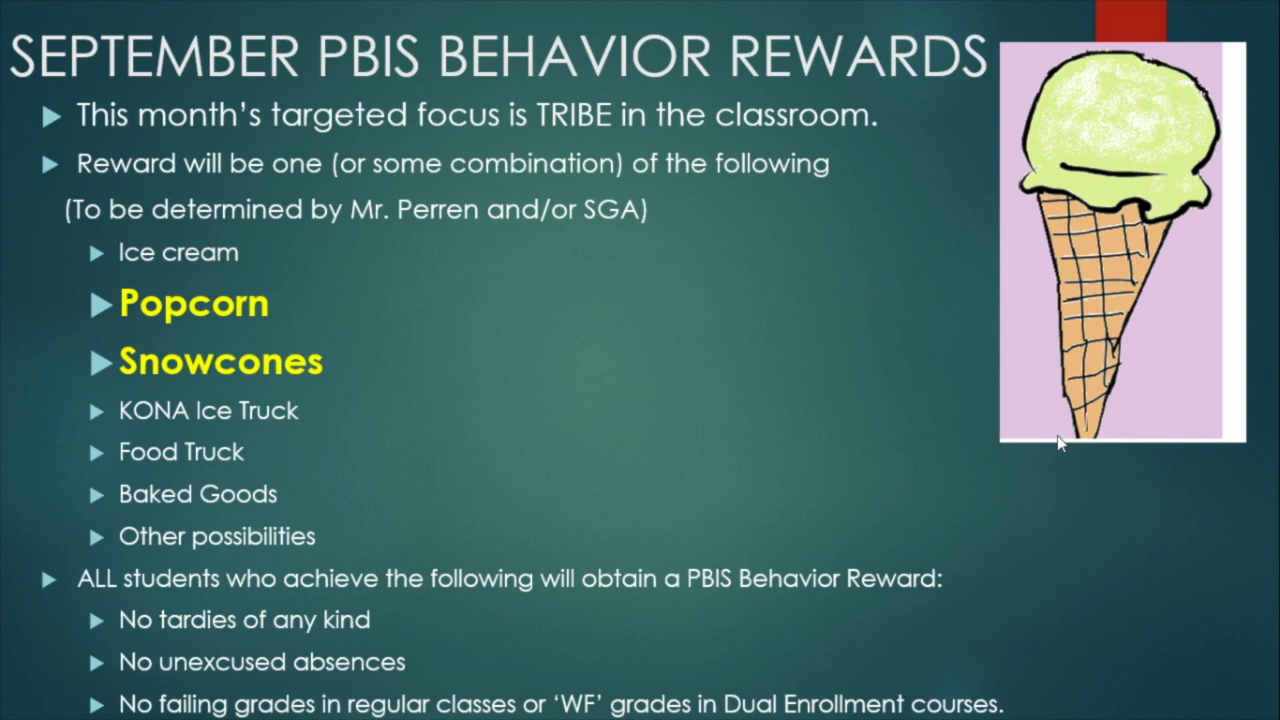 SEPTEMBER PBIS BEHAVIOR REWARDS
This month's targeted focus is TRIBE in the classroom.
Reward will be one (or some combination) of the following
(To be determined by Mr. Perren and/or SGA)
Ice cream
Popcorn
Snowcones
KONA Ice Truck
Food Truck
Baked Goods
Other possibilities
ALL students who achieve the following will obtain a PBIS Behavior Reward:
No tardies of any kind
No unexcused absences
No failing grades in regular classes or ‘WF’ grades in Dual Enrollment courses.